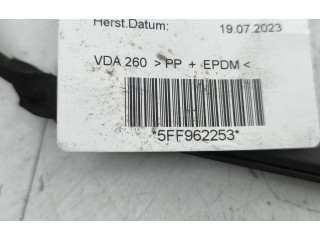 Herst.Datum: 19.07.2023
VDA 260 >PP + EPDM<
*5FF962253*